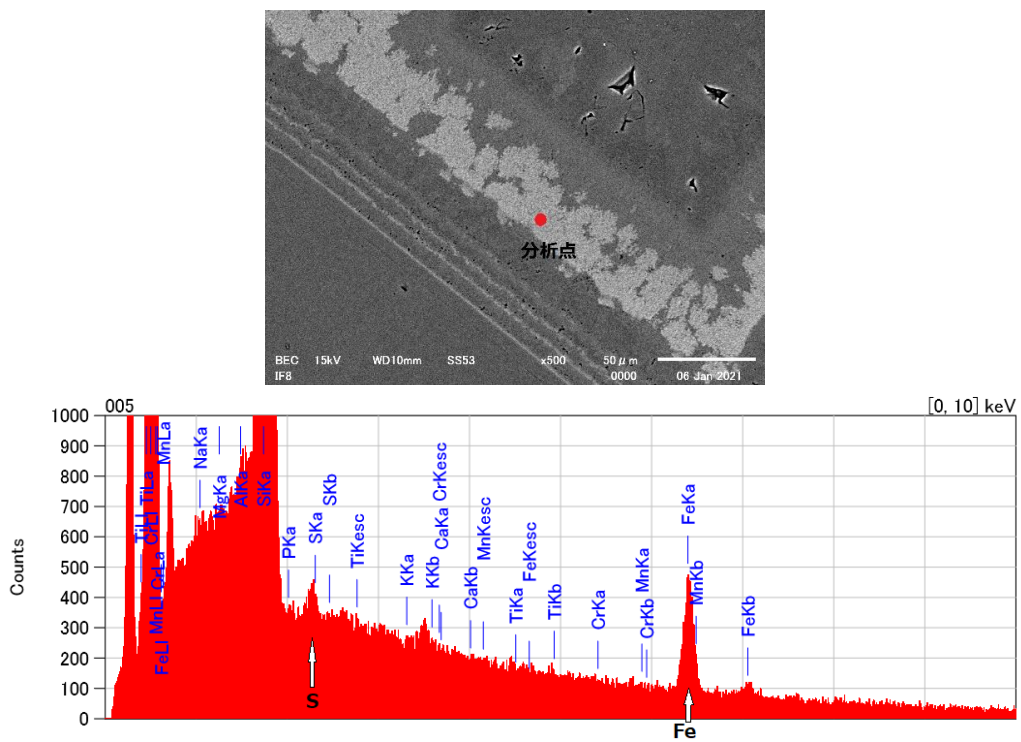 分析点
BEC 15kV WD10mm SS53 x500 50μm
IF8 0000 06 Jan 2021
005 [0, 10] keV
Counts
1000
900
800
700
600
500
400
300
200
100
0
TiLl
TiLa
CrLl
CrLa
MnLl
MnLa
FeLl
NaKa
MgKa
AlKa
SiKa
PKa
SKa
SKb
TiKesc
KKa
KKb
CaKa
CrKesc
CaKb
MnKesc
TiKa
FeKesc
TiKb
CrKa
MnKa
CrKb
FeKa
MnKb
FeKb
S
Fe